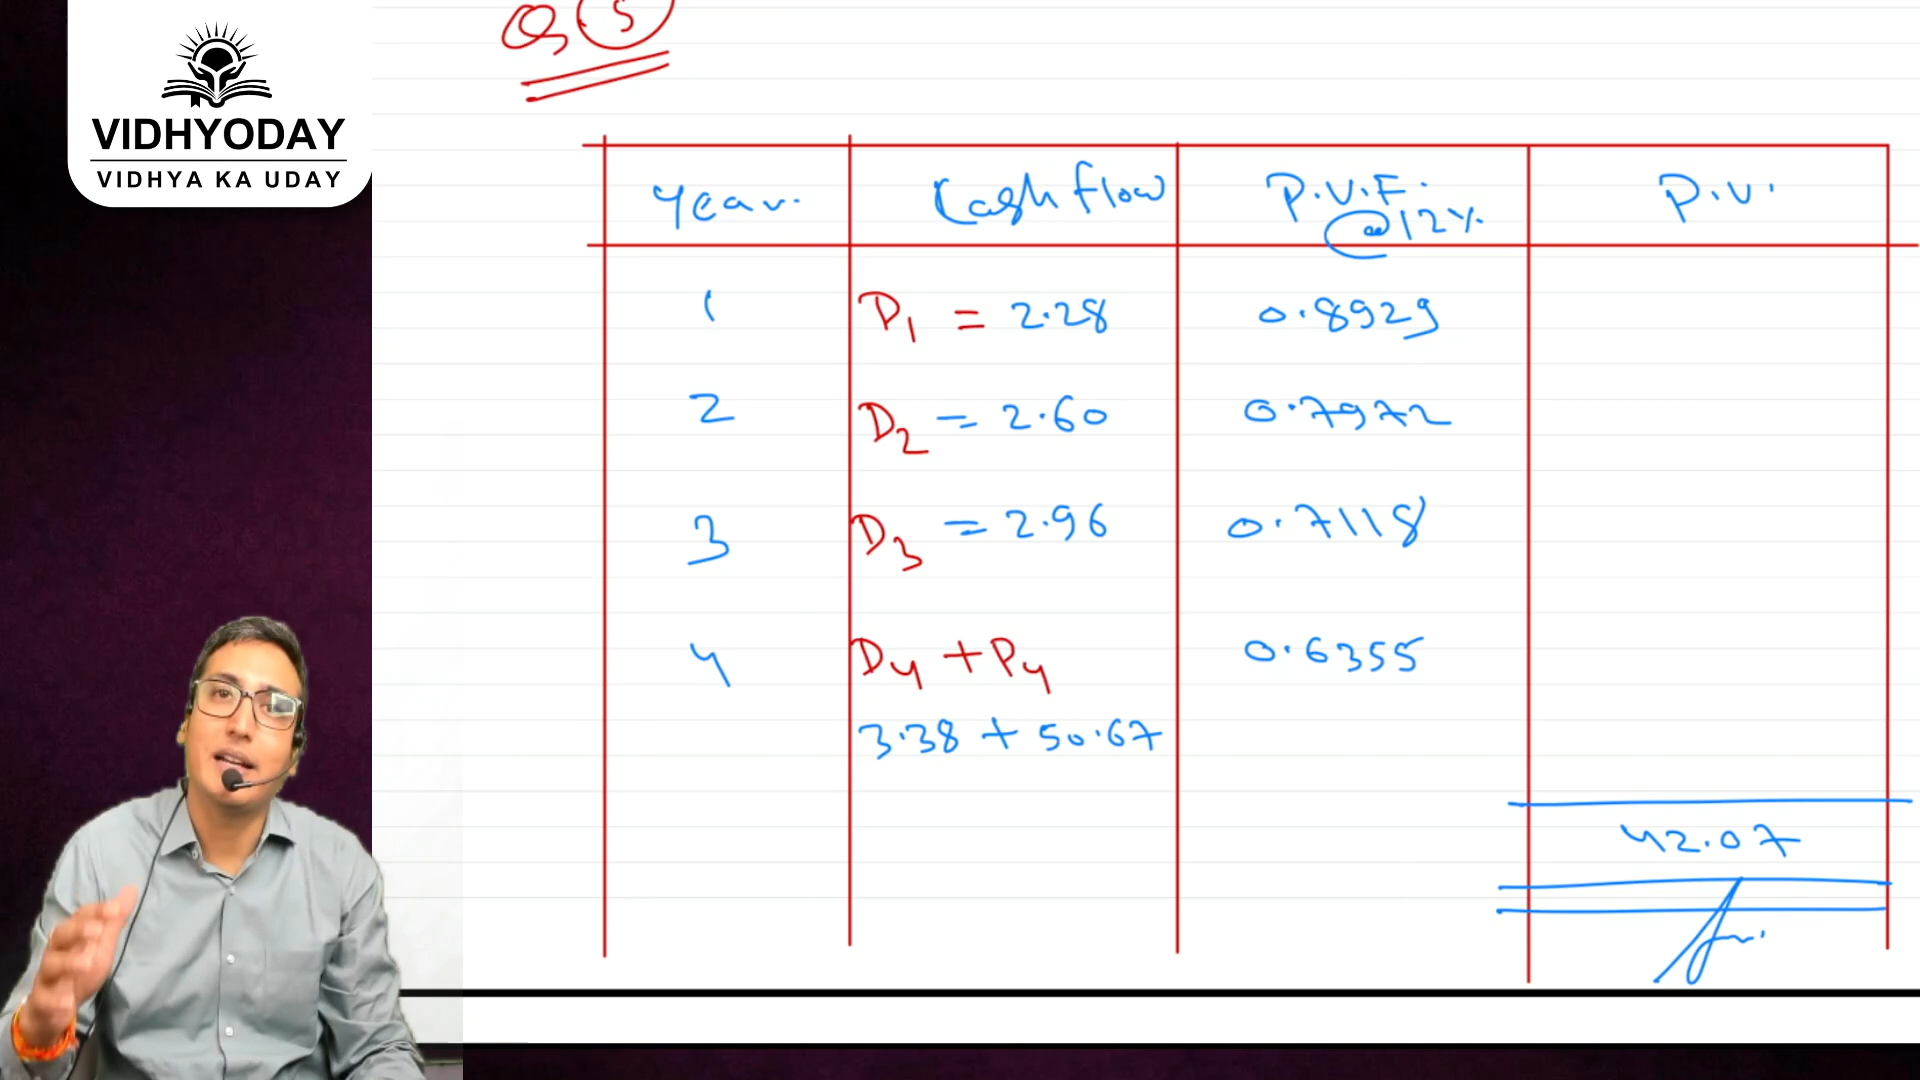 Q 5
VIDHYODAY
VIDHYA KA UDAY
Year. Cash flow P.V.F. @12% P.V.
1 D1 = 2.28 0.8929
2 D2 = 2.60 0.7972
3 D3 = 2.96 0.7118
4 D4 + P4 0.6355
3.38 + 50.67
42.07